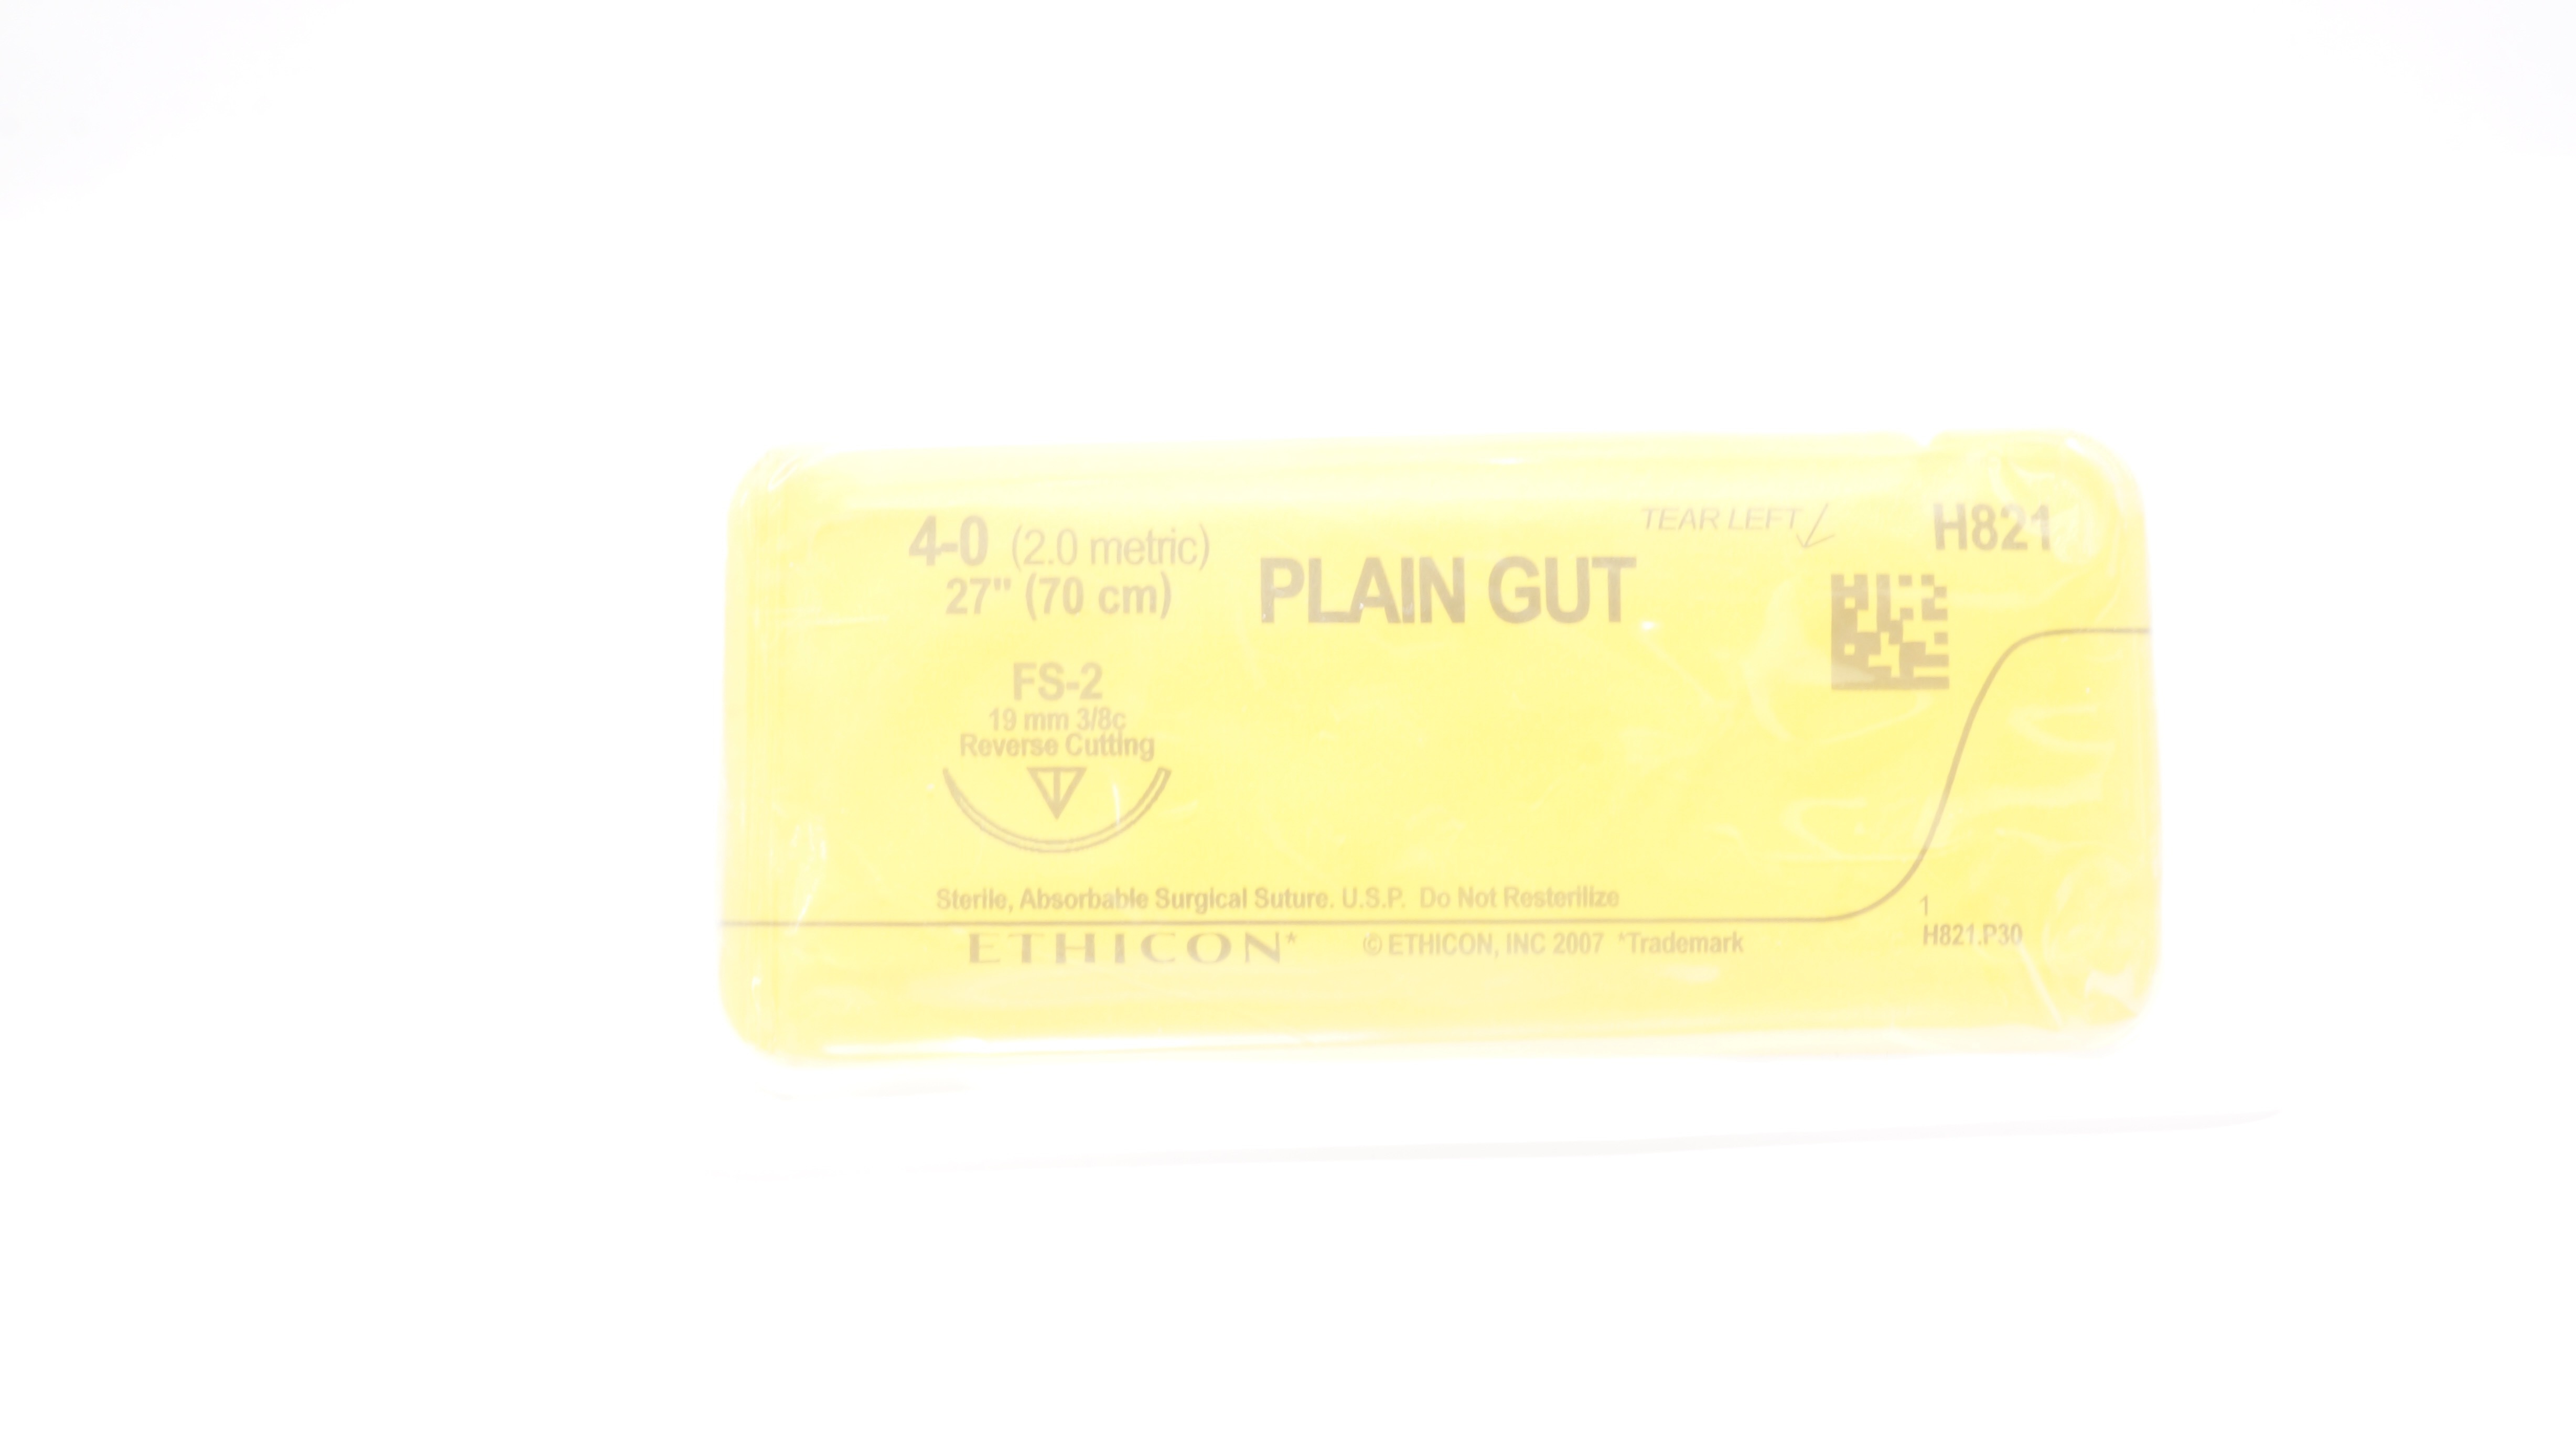 4-0 (2.0 metric)
27" (70 cm)
PLAIN GUT
TEAR LEFT
H821
FS-2
19 mm 3/8c
Reverse Cutting
Sterile, Absorbable Surgical Suture. U.S.P. Do Not Resterilize
ETHICON*
© ETHICON, INC 2007 *Trademark
1
H821.P30